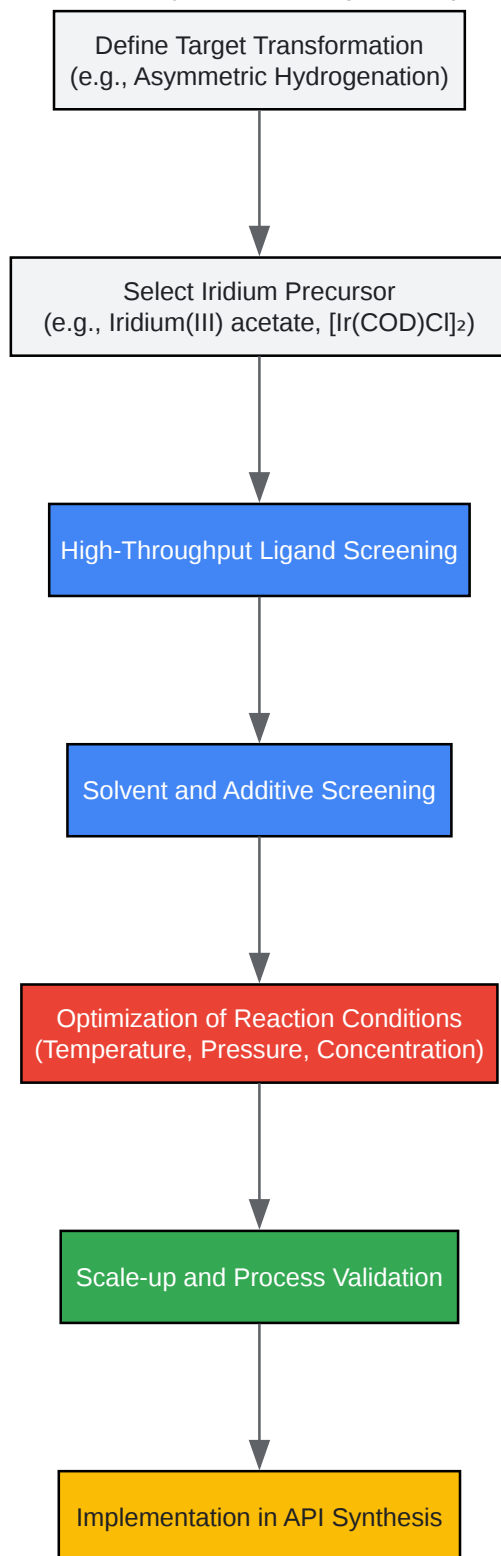 Define Target Transformation
(e.g., Asymmetric Hydrogenation)
Select Iridium Precursor
(e.g., Iridium(III) acetate, [Ir(COD)Cl]₂)
High-Throughput Ligand Screening
Solvent and Additive Screening
Optimization of Reaction Conditions
(Temperature, Pressure, Concentration)
Scale-up and Process Validation
Implementation in API Synthesis